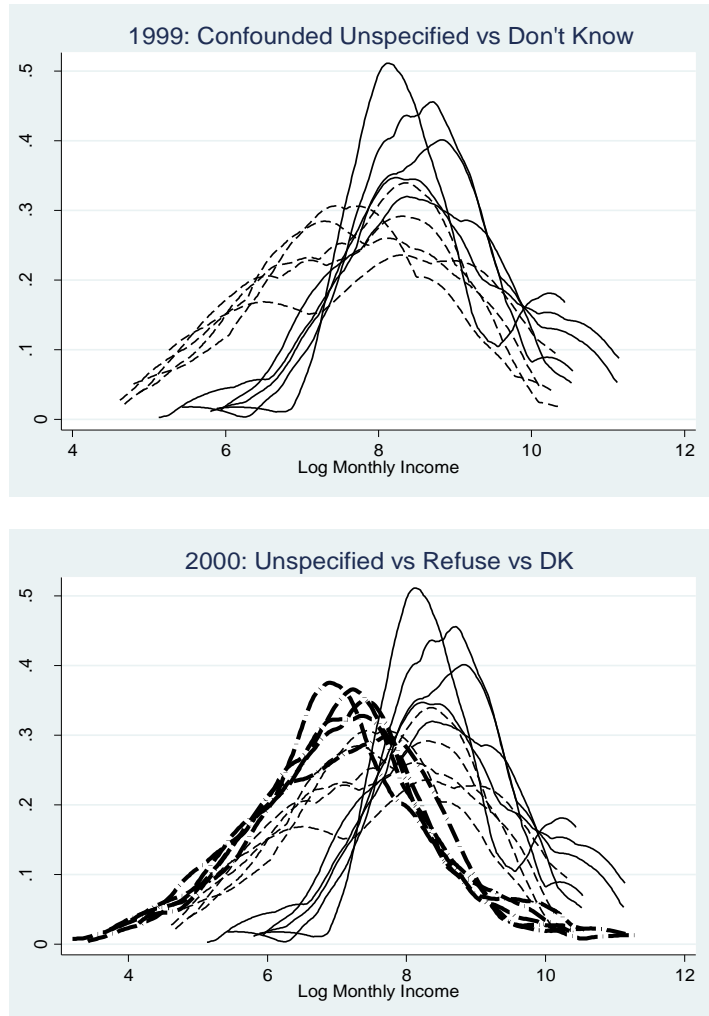 1999: Confounded Unspecified vs Don't Know
.5
.4
.3
.2
.1
0
4 6 8 10 12
Log Monthly Income
2000: Unspecified vs Refuse vs DK
.5
.4
.3
.2
.1
0
4 6 8 10 12
Log Monthly Income